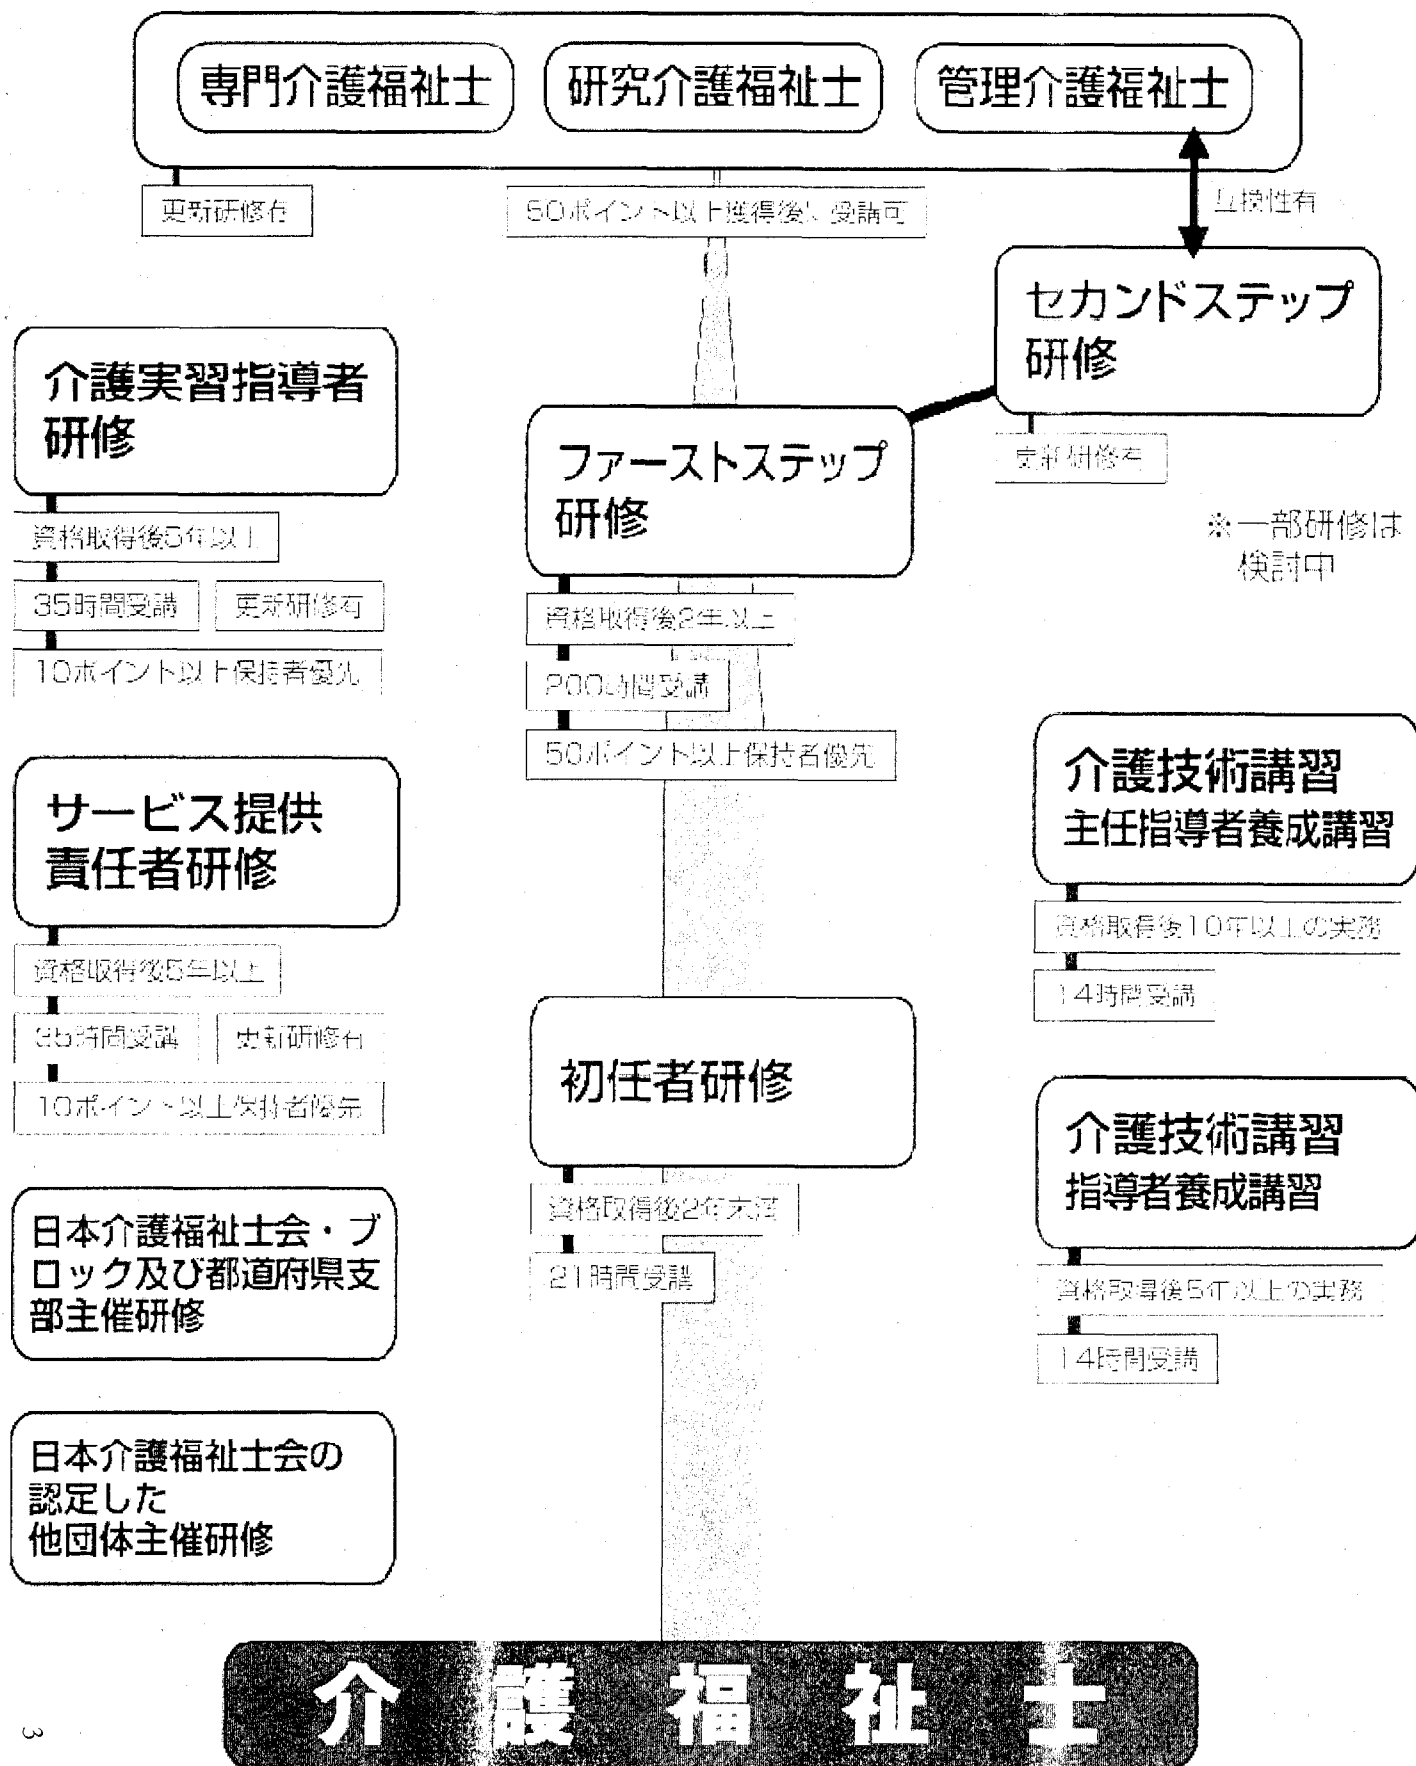 専門介護福祉士
研究介護福祉士
管理介護福祉士
更新研修有
50ポイント以上獲得後に受講可
互換性有
セカンドステップ
研修
更新研修有
※一部研修は
検討中
介護実習指導者
研修
資格取得後5年以上
35時間受講
更新研修有
10ポイント以上保持者優先
ファーストステップ
研修
資格取得後2年以上
200時間受講
50ポイント以上保持者優先
サービス提供
責任者研修
資格取得後5年以上
35時間受講
更新研修有
10ポイント以上保持者優先
介護技術講習
主任指導者養成講習
資格取得後10年以上の実務
14時間受講
初任者研修
資格取得後2年未満
21時間受講
介護技術講習
指導者養成講習
資格取得後5年以上の実務
14時間受講
日本介護福祉士会・ブ
ロック及び都道府県支
部主催研修
日本介護福祉士会の
認定した
他団体主催研修
介護福祉士
3